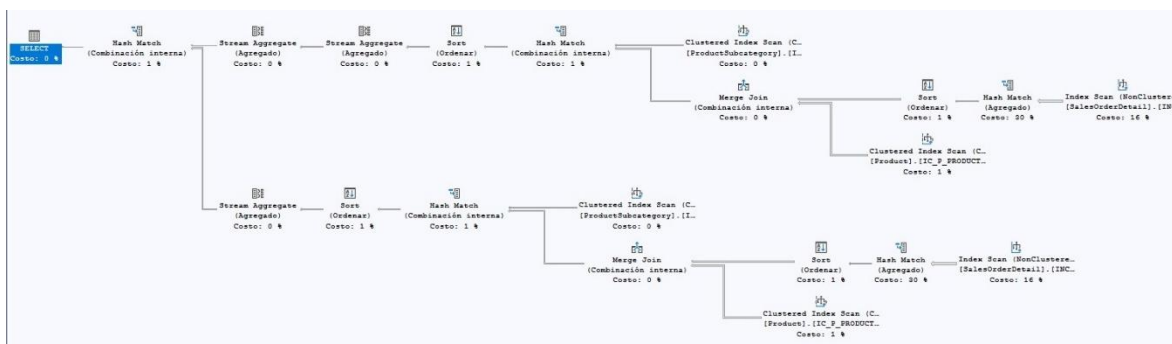 SELECT
Costo: 0 %
Hash Match
(Combinación interna)
Costo: 1 %
Stream Aggregate
(Agregado)
Costo: 0 %
Stream Aggregate
(Agregado)
Costo: 0 %
Sort
(Ordenar)
Costo: 1 %
Hash Match
(Combinación interna)
Costo: 1 %
Clustered Index Scan (C…
[ProductSubcategory].[I…
Costo: 0 %
Merge Join
(Combinación interna)
Costo: 0 %
Sort
(Ordenar)
Costo: 1 %
Hash Match
(Agregado)
Costo: 30 %
Index Scan (NonCluster
[SalesOrderDetail].[IN
Costo: 16 %
Clustered Index Scan (C…
[Product].[IC_P_PRODUCT…
Costo: 1 %
Stream Aggregate
(Agregado)
Costo: 0 %
Sort
(Ordenar)
Costo: 1 %
Hash Match
(Combinación interna)
Costo: 1 %
Clustered Index Scan (C…
[ProductSubcategory].[I…
Costo: 0 %
Merge Join
(Combinación interna)
Costo: 0 %
Sort
(Ordenar)
Costo: 1 %
Hash Match
(Agregado)
Costo: 30 %
Index Scan (NonClustere…
[SalesOrderDetail].[INC…
Costo: 16 %
Clustered Index Scan (C…
[Product].[IC_P_PRODUCT…
Costo: 1 %